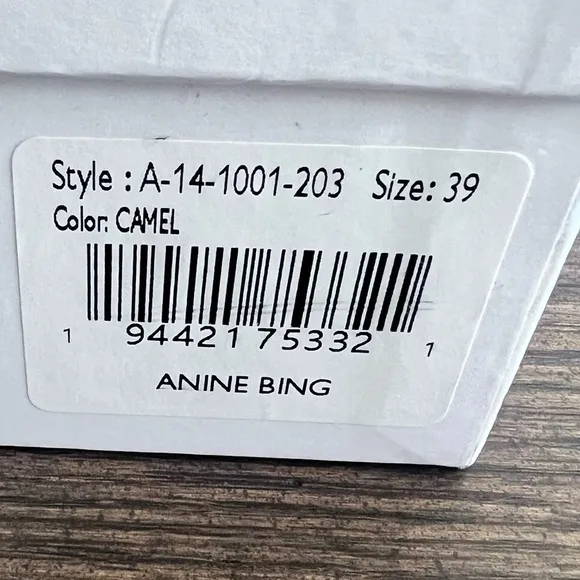 Style : A-14-1001-203 Size: 39
Color: CAMEL
1 94421 75332 1
ANINE BING